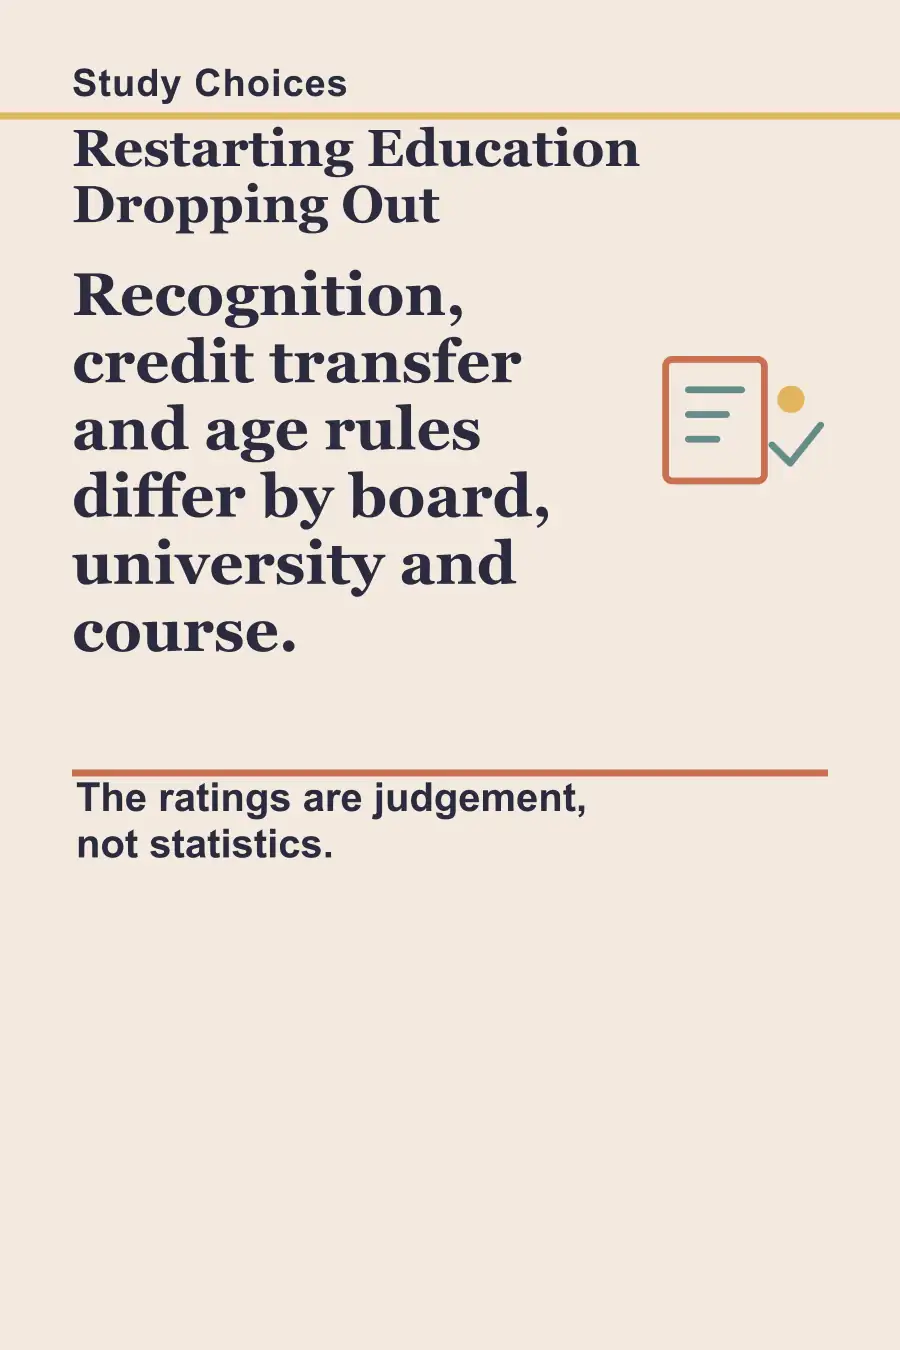 Study Choices
Restarting Education
Dropping Out
Recognition,
credit transfer
and age rules
differ by board,
university and
course.
The ratings are judgement,
not statistics.